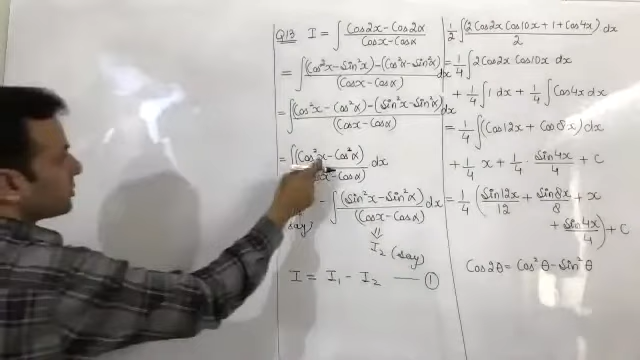 Q13 I = ∫ (Cos2x - Cos2α)/(Cosx - Cosα)
= ∫ ((Cos²x - Sin²x) - (Cos²α - Sin²α))/(Cosx - Cosα) dx
= ∫ ((Cos²x - Cos²α) - (Sin²x - Sin²α))/(Cosx - Cosα) dx
= ∫ (Cos²x - Cos²α)/(Cosx - Cosα) dx
say) - ∫ (Sin²x - Sin²α)/(Cosx - Cosα) dx
I₂ (say)
I = I₁ - I₂ — ①
1/2 ∫ (2Cos2x Cos10x + 1 + Cos4x)/2 dx
= 1/4 ∫ 2Cos2x Cos10x dx
+ 1/4 ∫ 1 dx + 1/4 ∫ Cos4x dx
= 1/4 ∫ (Cos12x + Cos8x) dx
+ 1/4 x + 1/4 · Sin4x/4 + C
= 1/4 (Sin12x/12 + Sin8x/8 + x
+ Sin4x/4) + C
Cos2θ = Cos²θ - Sin²θ